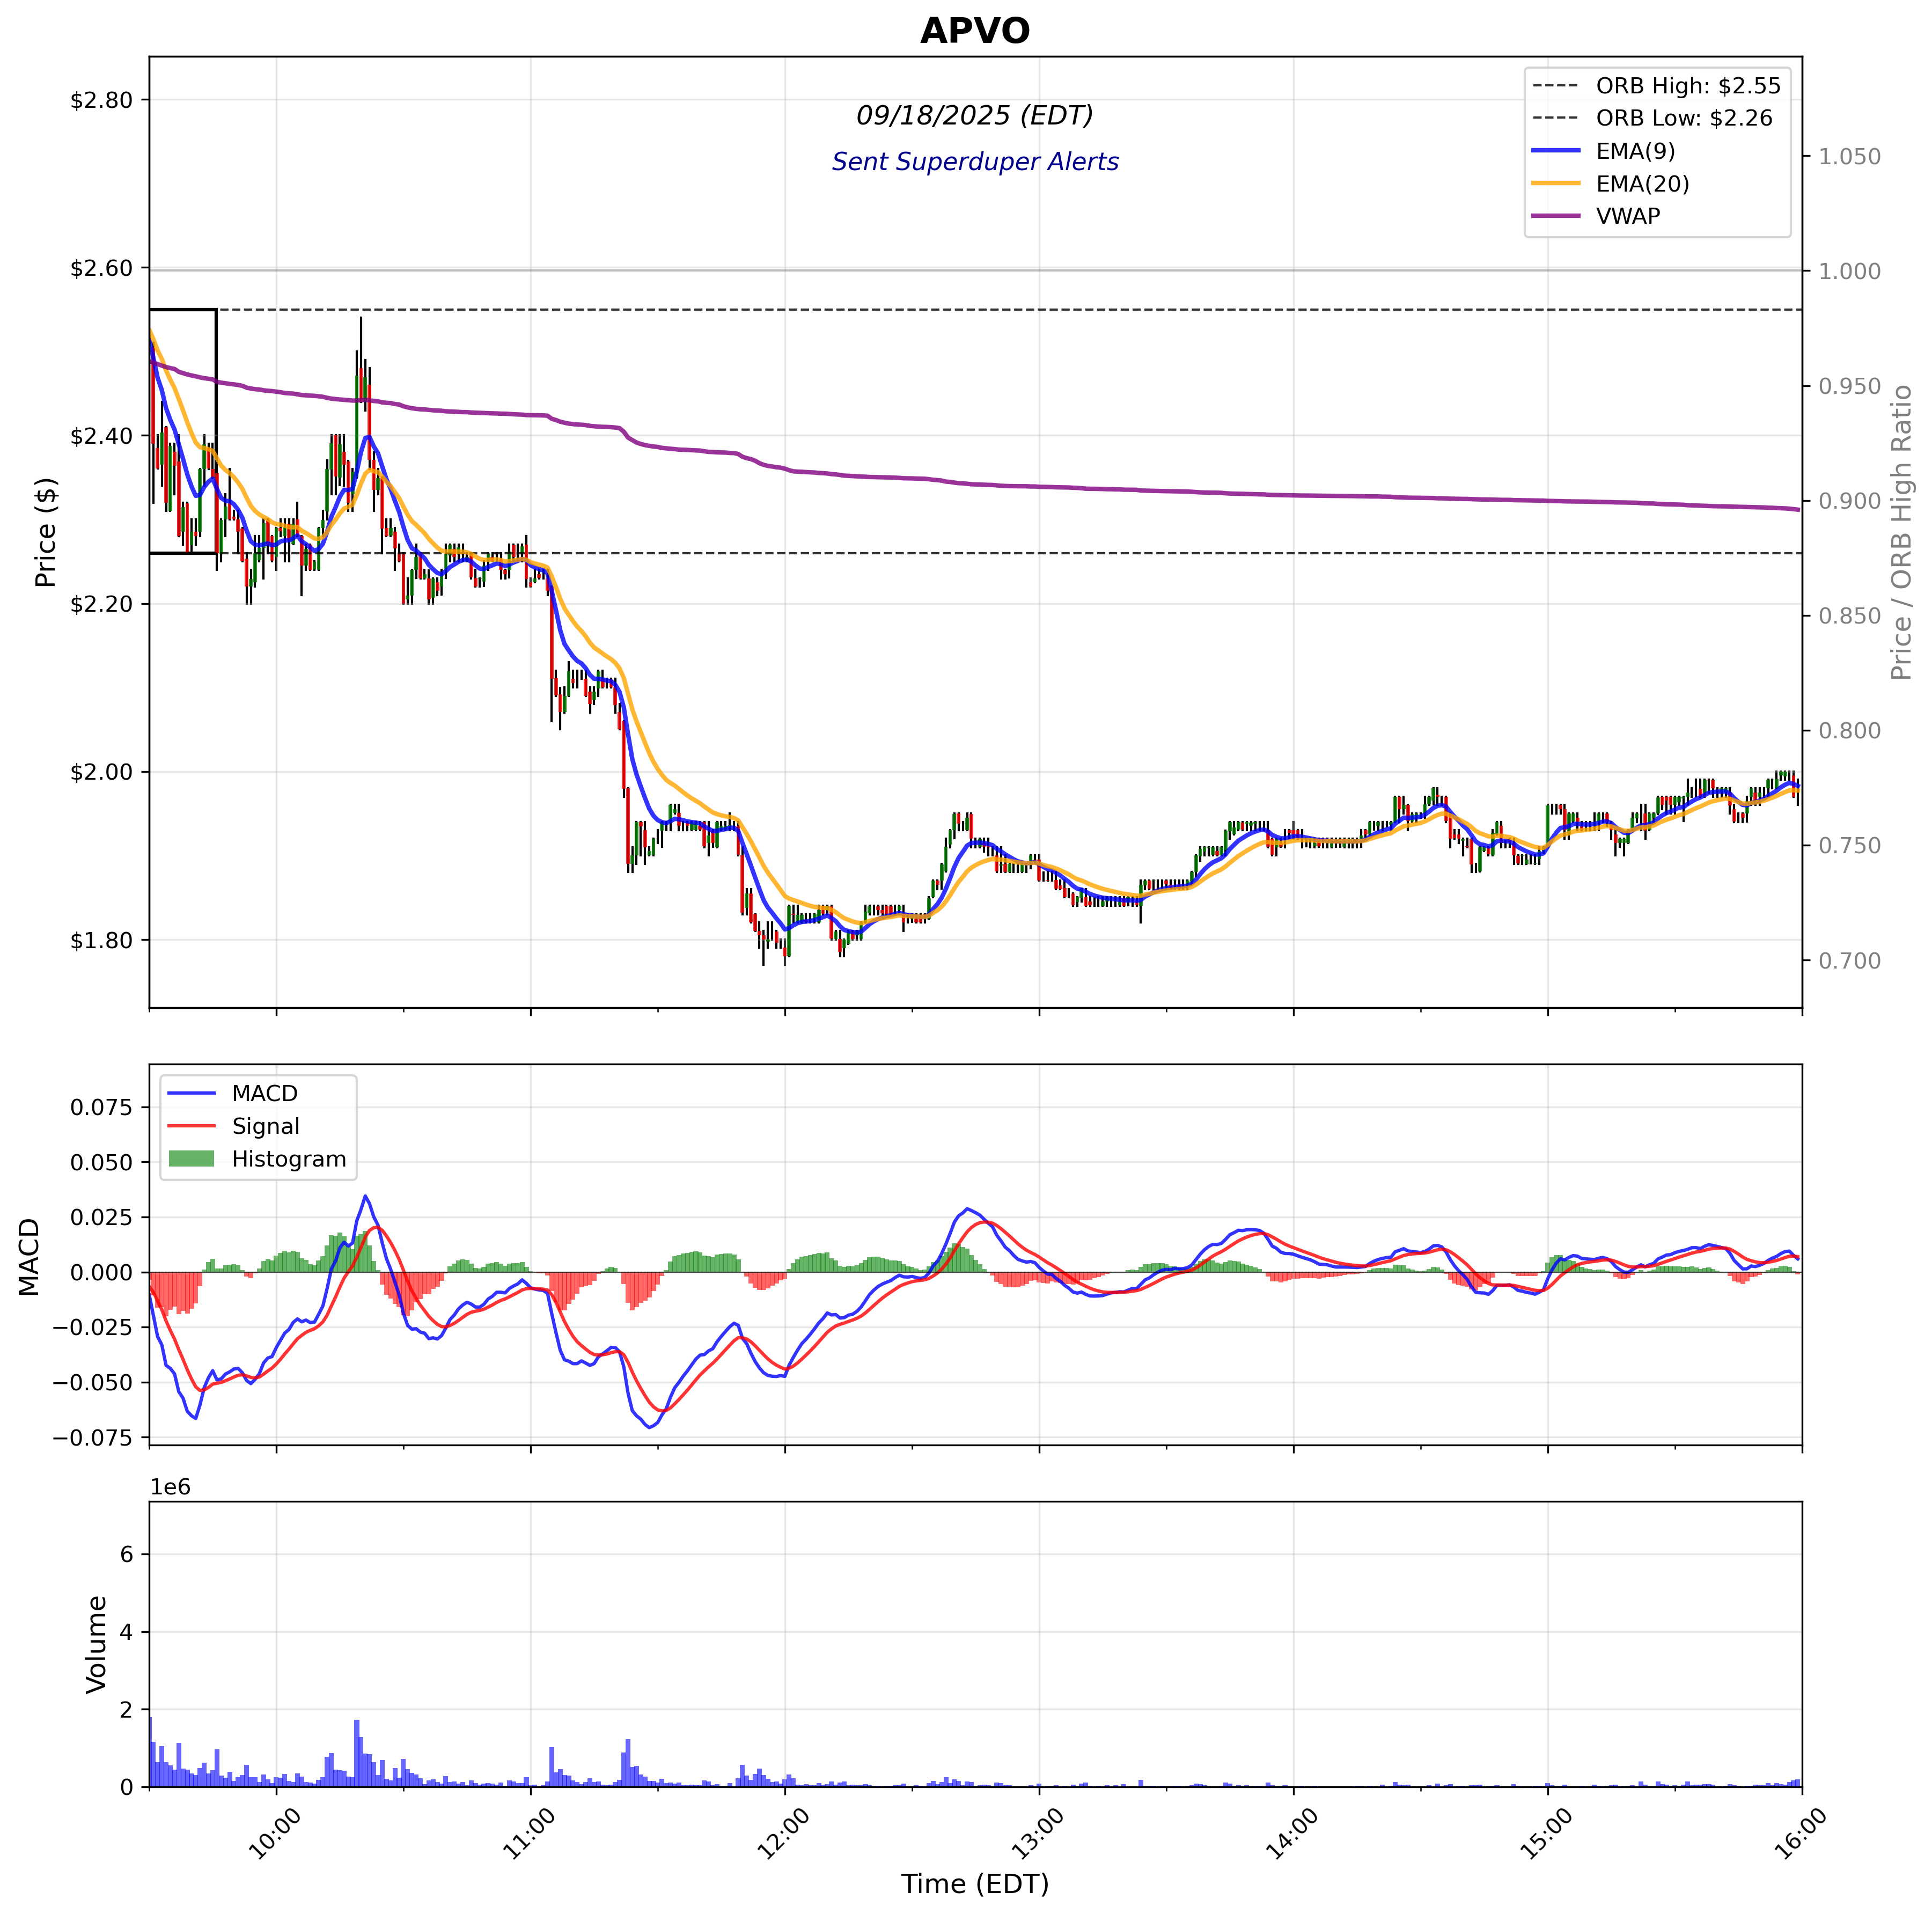 APVO
09/18/2025 (EDT)
Sent Superduper Alerts
ORB High: $2.55
ORB Low: $2.26
EMA(9)
EMA(20)
VWAP
Price ($)
$2.80
$2.60
$2.40
$2.20
$2.00
$1.80
Price / ORB High Ratio
1.050
1.000
0.950
0.900
0.850
0.800
0.750
0.700
MACD
Signal
Histogram
MACD
0.075
0.050
0.025
0.000
−0.025
−0.050
−0.075
1e6
Volume
6
4
2
0
10:00
11:00
12:00
13:00
14:00
15:00
16:00
Time (EDT)